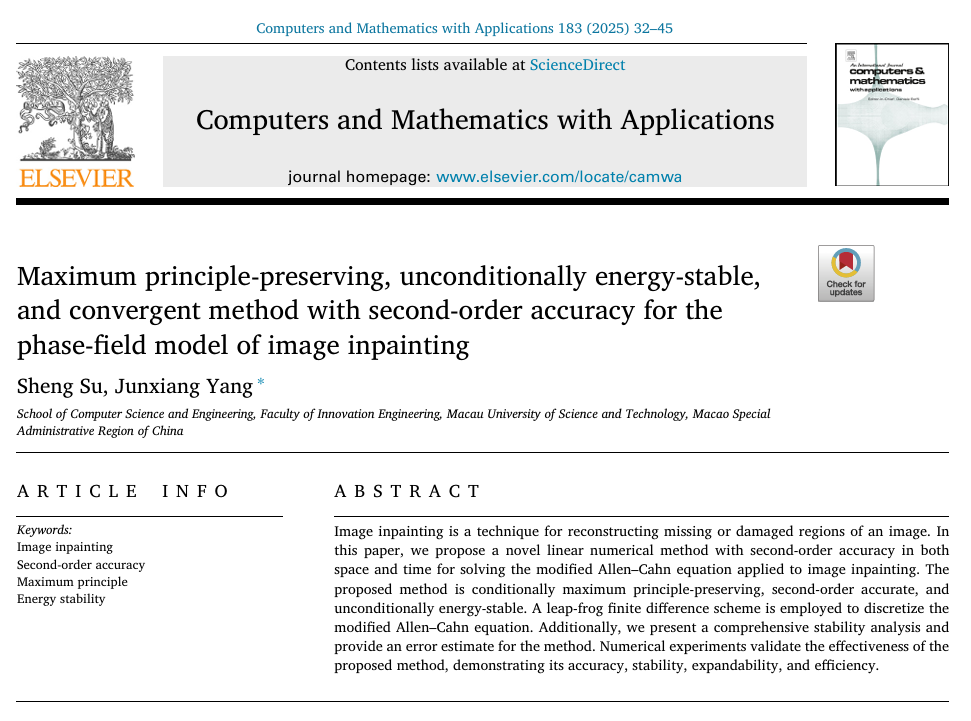 Computers and Mathematics with Applications 183 (2025) 32–45
Contents lists available at ScienceDirect
Computers and Mathematics with Applications
journal homepage: www.elsevier.com/locate/camwa
ELSEVIER
An International Journal
computers &
mathematics
with applications
Check for
updates
Maximum principle-preserving, unconditionally energy-stable,
and convergent method with second-order accuracy for the
phase-field model of image inpainting
Sheng Su, Junxiang Yang *
School of Computer Science and Engineering, Faculty of Innovation Engineering, Macau University of Science and Technology, Macao Special
Administrative Region of China
ARTICLE INFO
Keywords:
Image inpainting
Second-order accuracy
Maximum principle
Energy stability
ABSTRACT
Image inpainting is a technique for reconstructing missing or damaged regions of an image. In
this paper, we propose a novel linear numerical method with second-order accuracy in both
space and time for solving the modified Allen–Cahn equation applied to image inpainting. The
proposed method is conditionally maximum principle-preserving, second-order accurate, and
unconditionally energy-stable. A leap-frog finite difference scheme is employed to discretize the
modified Allen–Cahn equation. Additionally, we present a comprehensive stability analysis and
provide an error estimate for the method. Numerical experiments validate the effectiveness of the
proposed method, demonstrating its accuracy, stability, expandability, and efficiency.